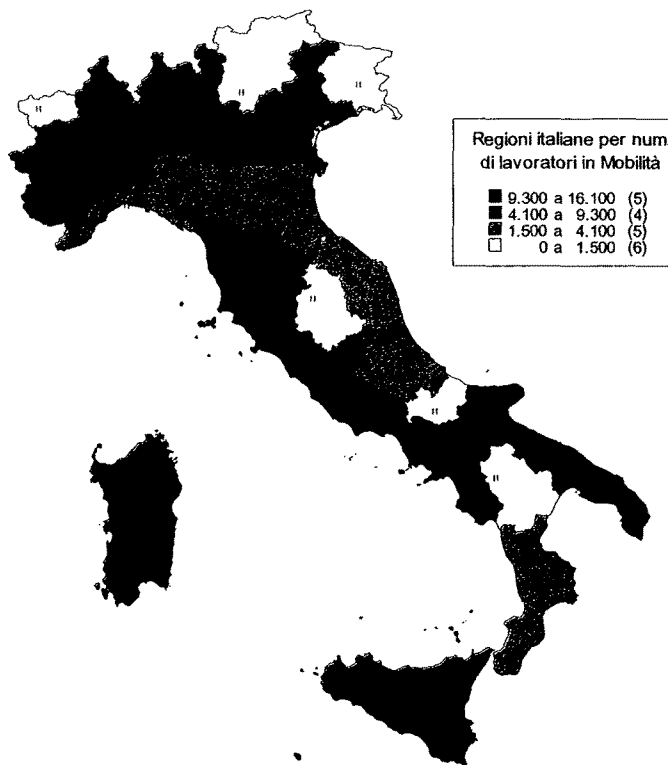 Regioni italiane per num.
di lavoratori in Mobilità
9.300 a 16.100 (5)
4.100 a 9.300 (4)
1.500 a 4.100 (5)
0 a 1.500 (6)